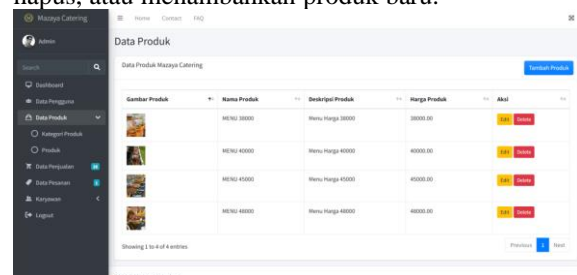 hapus, atau menambahkan produk baru.
Mazaya Catering
Home Contact FAQ
Admin
Data Produk
Search
Data Produk Mazaya Catering
Tambah Produk
Dashboard
Data Pengguna
Data Produk
Kategori Produk
Produk
Data Penjualan
Data Pesanan
Karyawan
Logout
Gambar Produk Nama Produk Deskripsi Produk Harga Produk Aksi
MENU 38000 Menu Harga 38000 38000.00 Edit Delete
MENU 40000 Menu Harga 40000 40000.00 Edit Delete
MENU 45000 Menu Harga 45000 45000.00 Edit Delete
MENU 48000 Menu Harga 48000 48000.00 Edit Delete
Showing 1 to 4 of 4 entries
Previous 1 Next